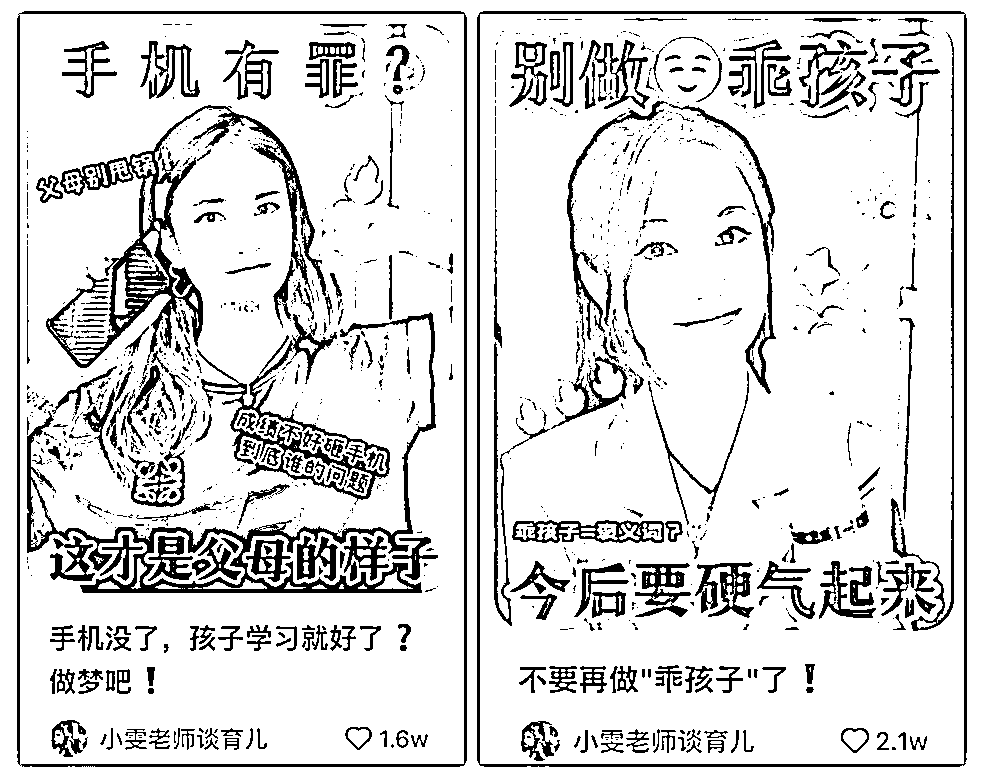 手机有罪?
父母别甩锅!!
成绩不好砸手机
到底谁的问题
这才是父母的样子
手机没了，孩子学习就好了?
做梦吧!
小雯老师谈育儿
1.6w
别做乖孩子
乖孩子=贬义词?
今后要硬气起来
不要再做"乖孩子"了!
小雯老师谈育儿
2.1w